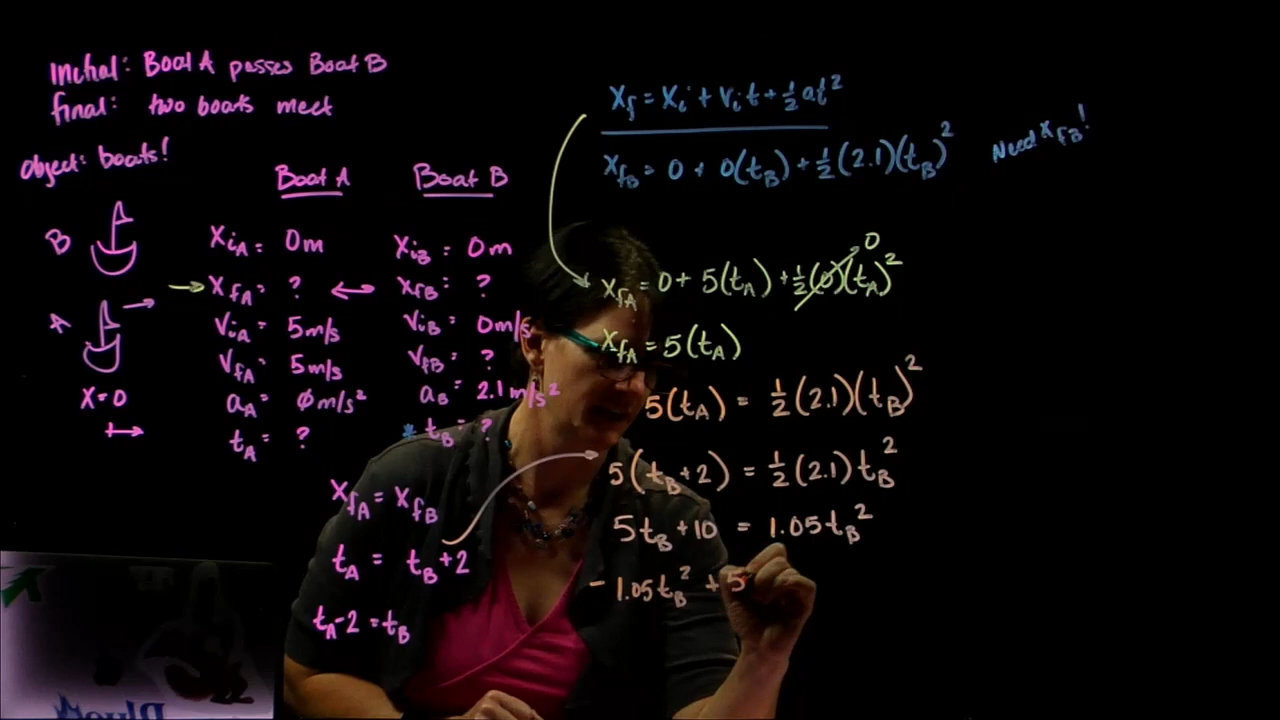 Initial: Boat A passes Boat B
final: two boats meet
object: boats!
Boat A Boat B
B
A
X=0
XiA = 0m XiB = 0m
→ XfA = ? ↔ XfB = ?
ViA = 5m/s ViB = 0m/s
VfA = 5m/s VfB = ?
aA = 0m/s² aB = 2.1m/s²
tA = ? * tB = ?
XfA = XfB
tA = tB+2
tA-2 = tB
Xf = Xi + Vit + ½at²
XfB = 0 + 0(tB) + ½(2.1)(tB)² Need XfB!
XfA = 0 + 5(tA) + ½(0)(tA)² 0
XfA = 5(tA)
5(tA) = ½(2.1)(tB)²
5(tB+2) = ½(2.1)tB²
5tB+10 = 1.05tB²
-1.05tB² + 5